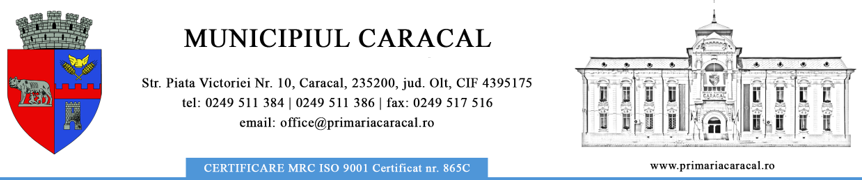 MUNICIPIUL CARACAL
Str. Piata Victoriei Nr. 10, Caracal, 235200, jud. Olt, CIF 4395175
tel: 0249 511 384 | 0249 511 386 | fax: 0249 517 516
email: office@primariacaracal.ro
CERTIFICARE MRC ISO 9001 Certificat nr. 865C
CARACAL
www.primariacaracal.ro